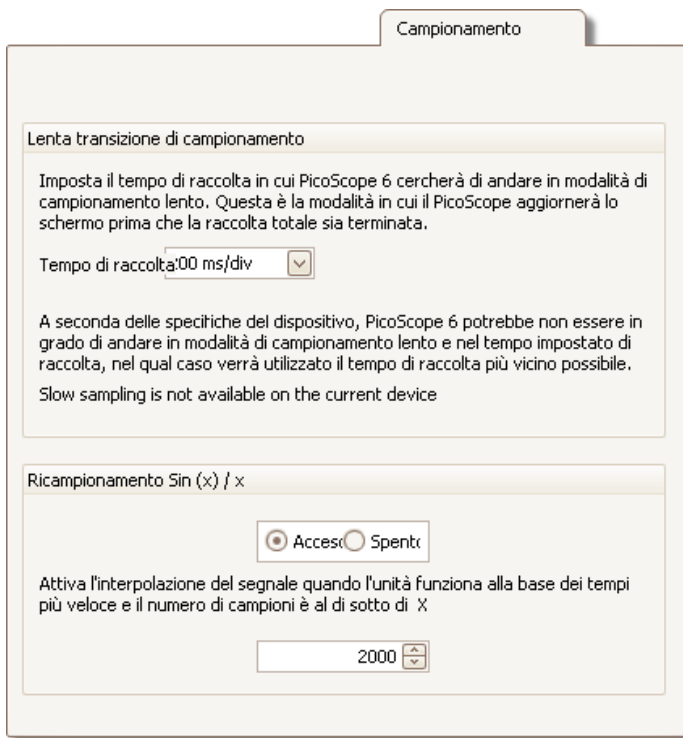 Campionamento
Lenta transizione di campionamento
Imposta il tempo di raccolta in cui PicoScope 6 cercherà di andare in modalità di
campionamento lento. Questa è la modalità in cui il PicoScope aggiornerà lo
schermo prima che la raccolta totale sia terminata.
Tempo di raccolta:00 ms/div
A seconda delle specifiche del dispositivo, PicoScope 6 potrebbe non essere in
grado di andare in modalità di campionamento lento e nel tempo impostato di
raccolta, nel qual caso verrà utilizzato il tempo di raccolta più vicino possibile.
Slow sampling is not available on the current device
Ricampionamento Sin (x) / x
Acceso Spento
Attiva l'interpolazione del segnale quando l'unità funziona alla base dei tempi
più veloce e il numero di campioni è al di sotto di X
2000